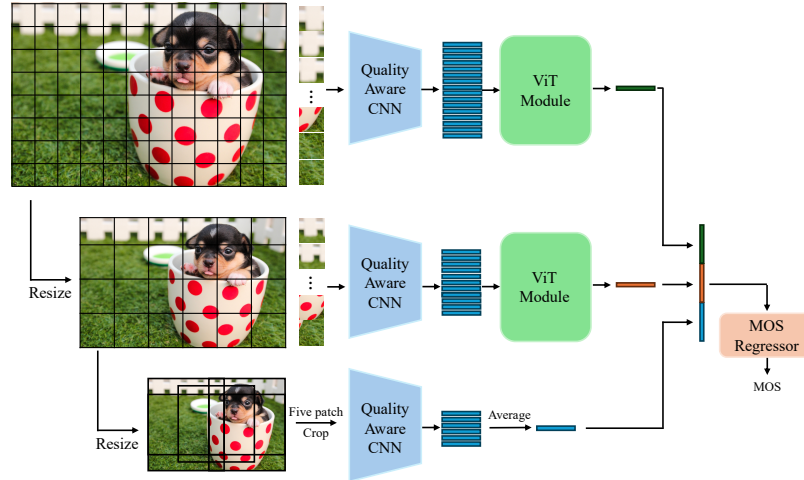 Quality
Aware
CNN
ViT
Module
Resize
Quality
Aware
CNN
ViT
Module
MOS
Regressor
MOS
Resize
Five patch
Crop
Quality
Aware
CNN
Average